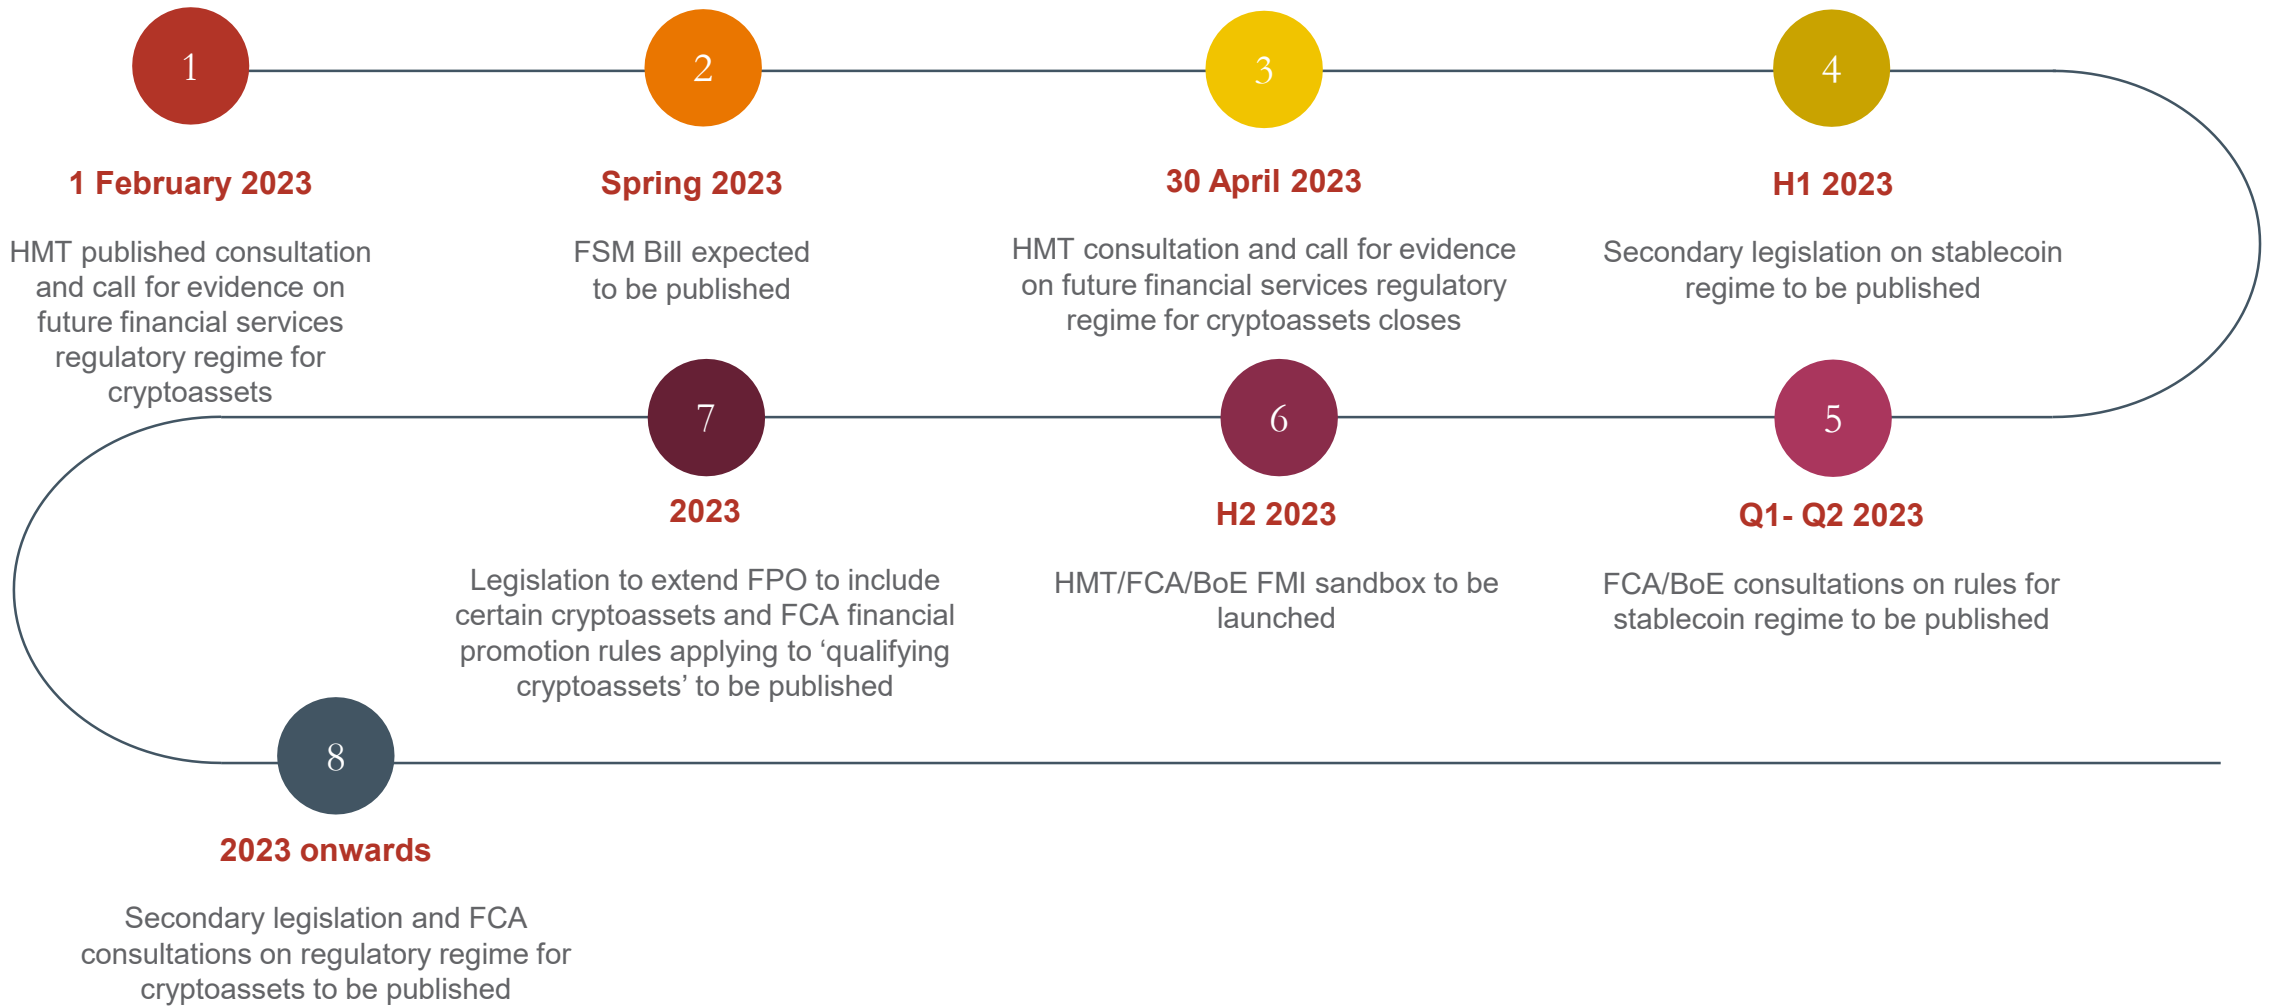 1
2
3
4
1 February 2023
Spring 2023
30 April 2023
H1 2023
HMT published consultation
and call for evidence on
future financial services
regulatory regime for
cryptoassets
FSM Bill expected
to be published
HMT consultation and call for evidence
on future financial services regulatory
regime for cryptoassets closes
Secondary legislation on stablecoin
regime to be published
5
Q1- Q2 2023
FCA/BoE consultations on rules for
stablecoin regime to be published
6
H2 2023
HMT/FCA/BoE FMI sandbox to be
launched
7
2023
Legislation to extend FPO to include
certain cryptoassets and FCA financial
promotion rules applying to ‘qualifying
cryptoassets’ to be published
8
2023 onwards
Secondary legislation and FCA
consultations on regulatory regime for
cryptoassets to be published